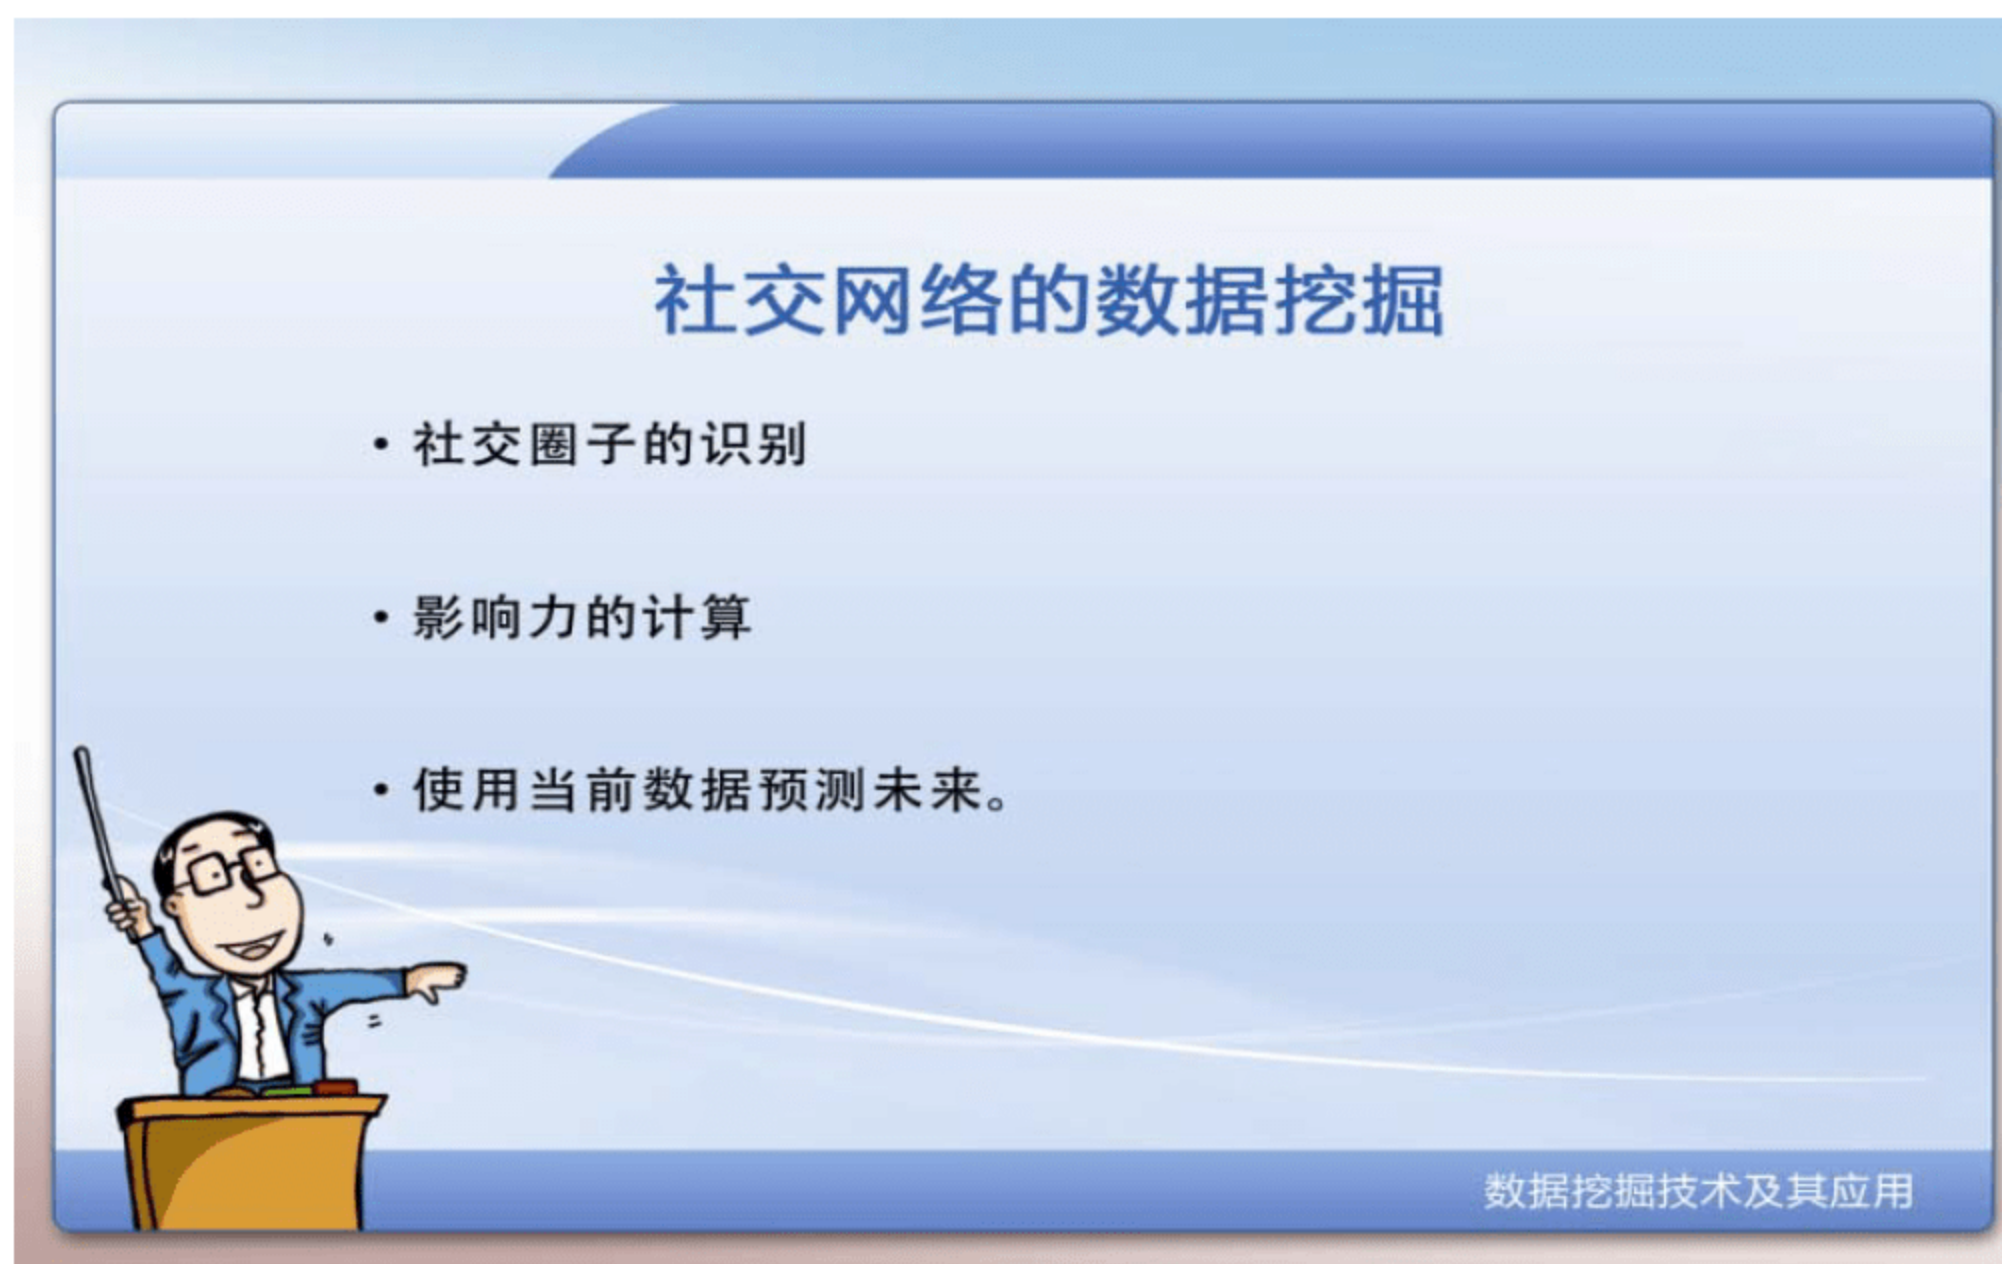 社交网络的数据挖掘
• 社交圈子的识别
• 影响力的计算
• 使用当前数据预测未来。
数据挖掘技术及其应用